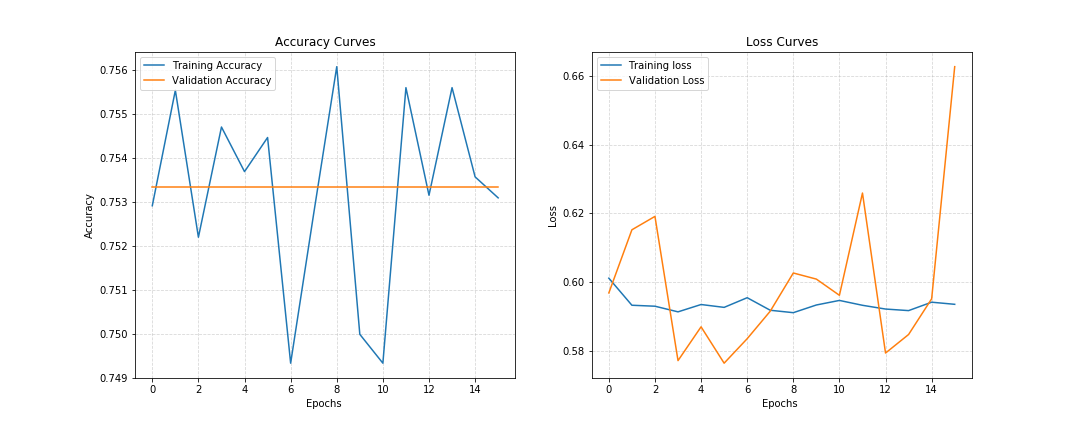 Accuracy Curves
Training Accuracy
Validation Accuracy
0.756
0.755
0.754
0.753
0.752
0.751
0.750
0.749
Accuracy
0 2 4 6 8 10 12 14
Epochs
Loss Curves
Training loss
Validation Loss
0.66
0.64
0.62
0.60
0.58
Loss
0 2 4 6 8 10 12 14
Epochs